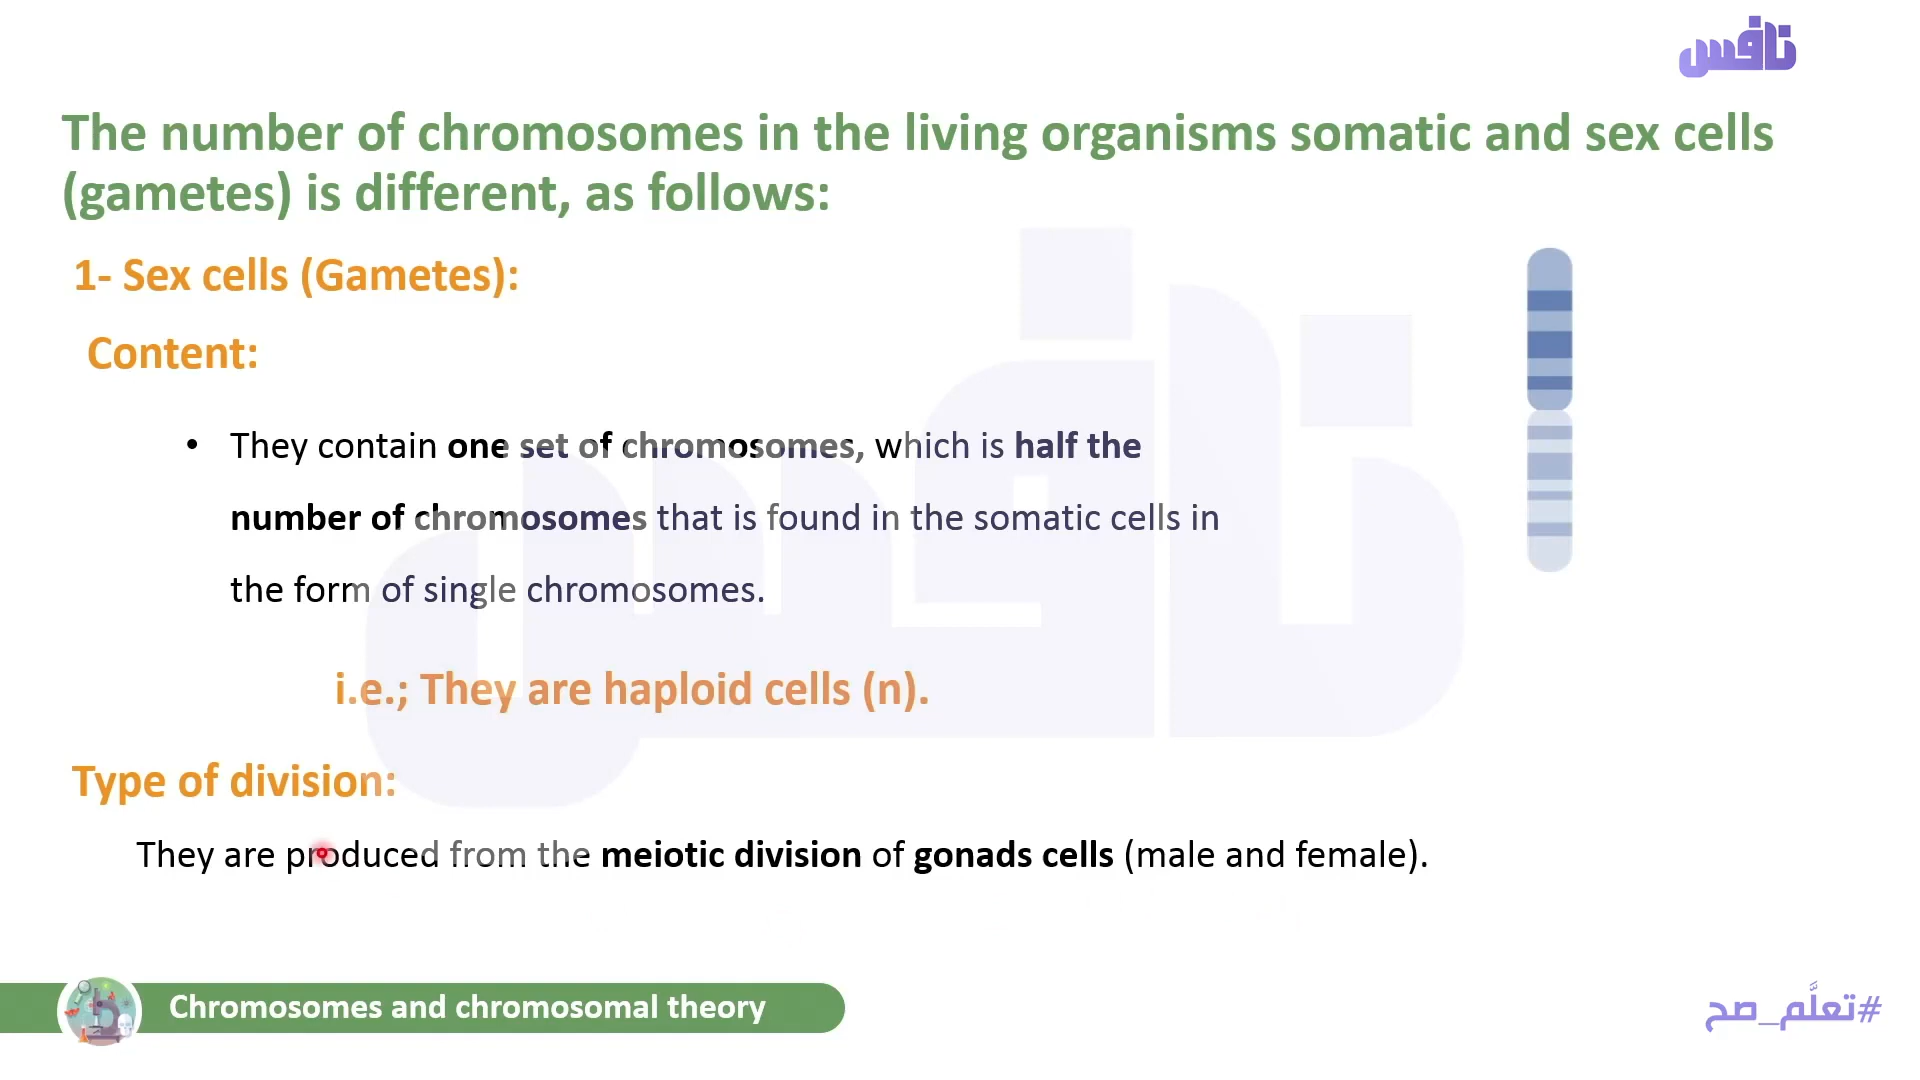 نافس
The number of chromosomes in the living organisms somatic and sex cells
(gametes) is different, as follows:
1- Sex cells (Gametes):
Content:
• They contain one set of chromosomes, which is half the
number of chromosomes that is found in the somatic cells in
the form of single chromosomes.
i.e.; They are haploid cells (n).
Type of division:
They are produced from the meiotic division of gonads cells (male and female).
Chromosomes and chromosomal theory
#تعلَّم_صح